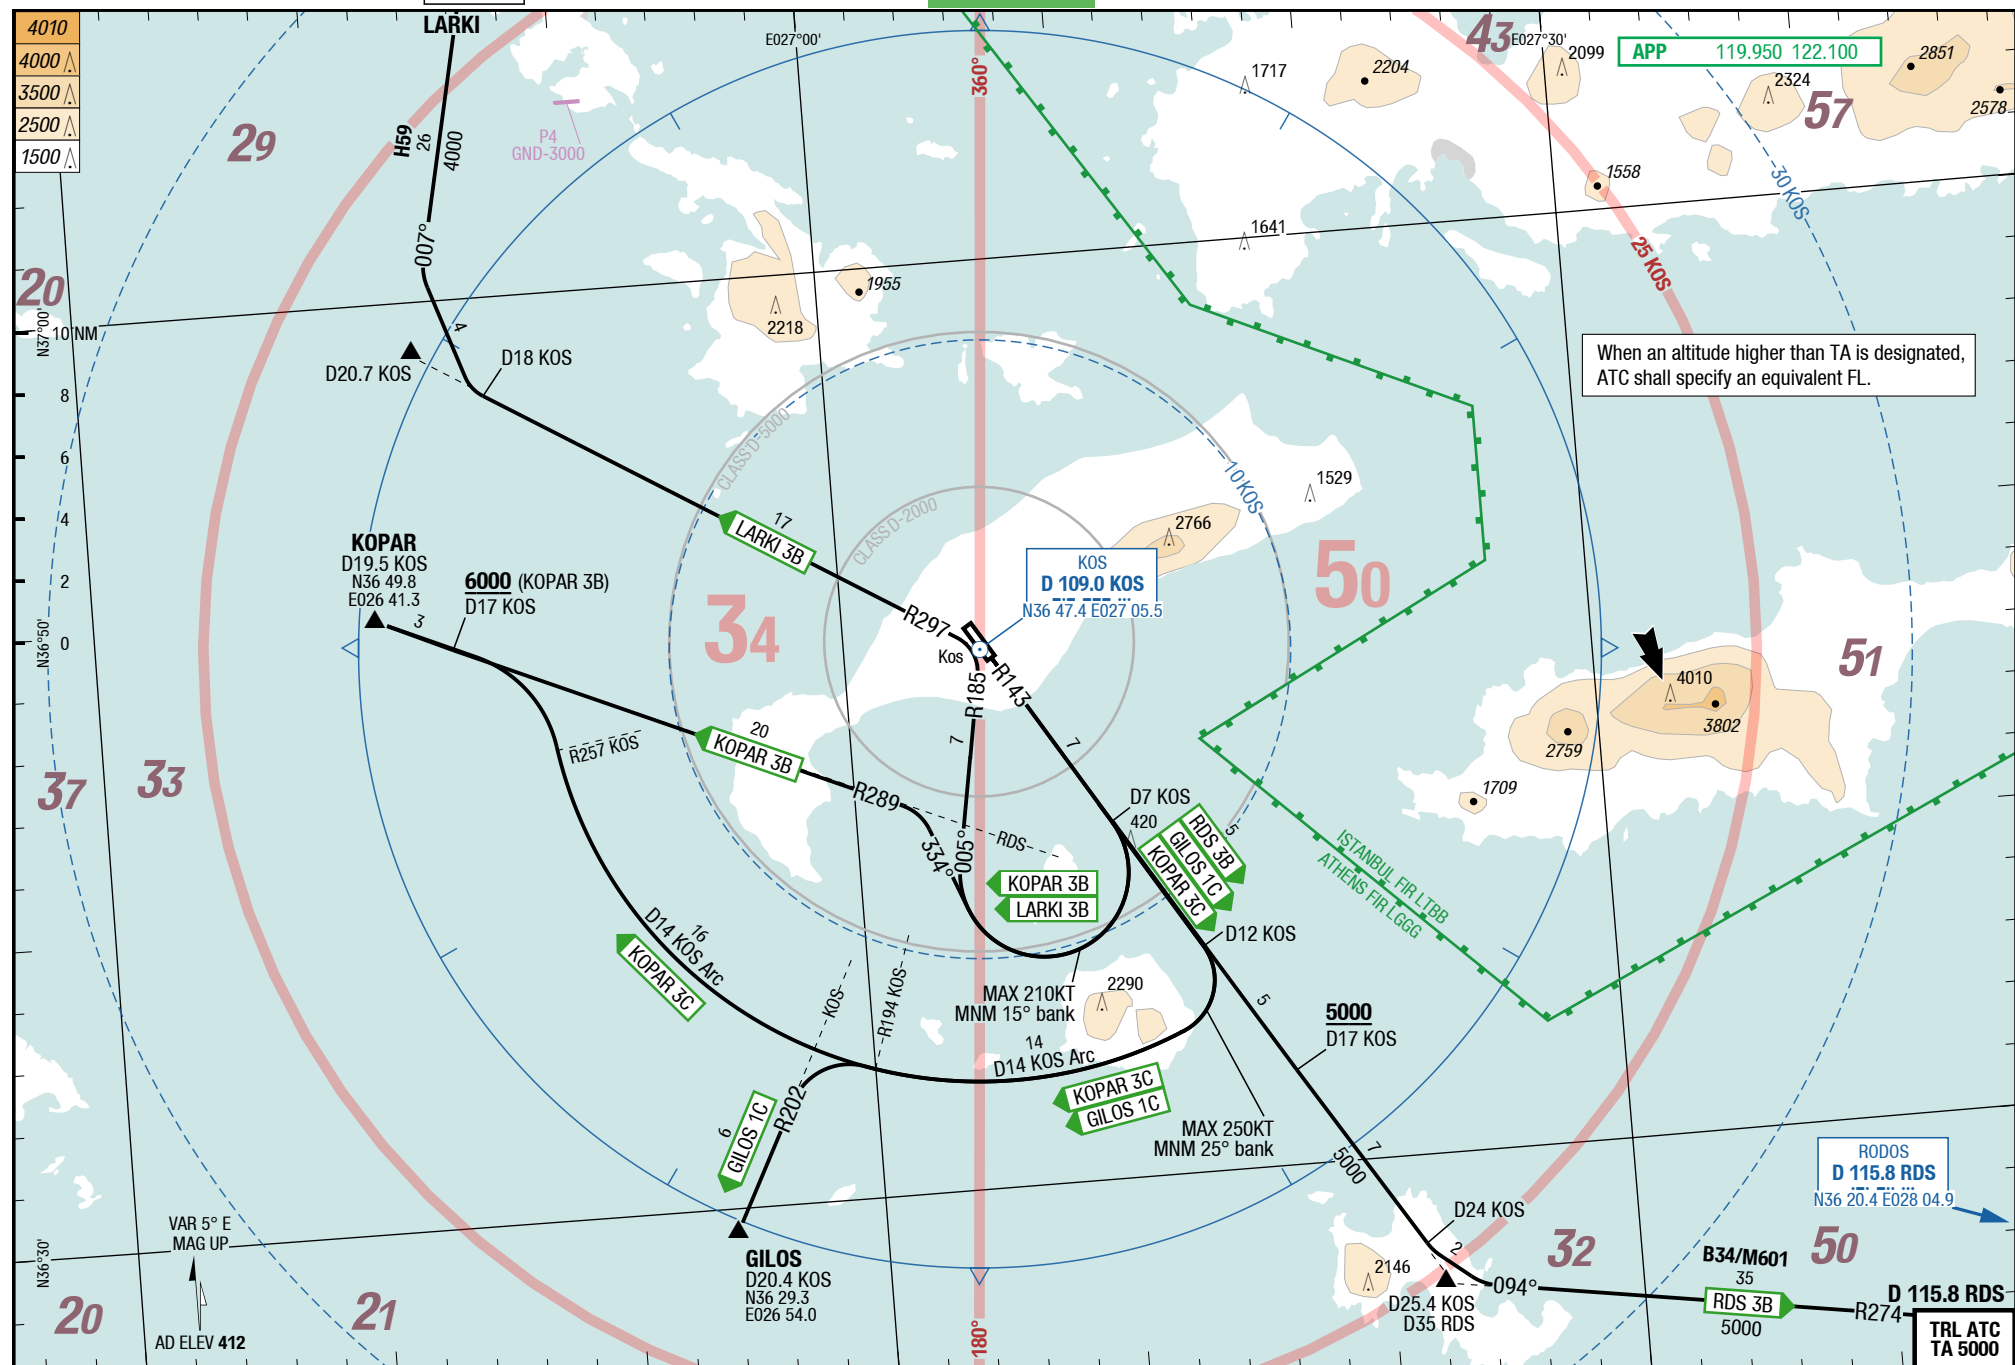 LARKI
4010
4000
3500
2500
1500
E027°00'
360°
43
E027°30'
2099
APP 119.950 122.100
2851
2578
2324
57
2204
1717
29
H59
26
4000
P4
GND-3000
1558
30 KOS
1641
007°
25 KOS
20
1955
2218
N37°00'
10 NM
8
6
4
2
0
N36°50'
4
D20.7 KOS
D18 KOS
When an altitude higher than TA is designated,
ATC shall specify an equivalent FL.
CLASS D-5000
CLASS D-2000
10 KOS
1529
2766
17
LARKI 3B
KOPAR
D19.5 KOS
N36 49.8
E026 41.3
3
6000 (KOPAR 3B)
D17 KOS
KOS
D 109.0 KOS
N36 47.4 E027 05.5
50
34
R297
Kos
R185
R143
51
4010
3802
2759
1709
R257 KOS
20
KOPAR 3B
7
7
37
33
R289
RDS
334°
005°
D7 KOS
420
5
RDS 3B
GILOS 1C
KOPAR 3C
KOPAR 3B
LARKI 3B
ISTANBUL FIR LTBB
ATHENS FIR LGGG
D12 KOS
16
D14 KOS Arc
KOPAR 3C
KOS
R194 KOS
MAX 210KT
MNM 15° bank
2290
5
5000
D17 KOS
14
D14 KOS Arc
KOPAR 3C
GILOS 1C
R202
6
GILOS 1C
MAX 250KT
MNM 25° bank
7
5000
RODOS
D 115.8 RDS
N36 20.4 E028 04.9
D24 KOS
VAR 5° E
MAG UP
N36°30'
GILOS
D20.4 KOS
N36 29.3
E026 54.0
2146
2
D25.4 KOS
D35 RDS
094°
32
50
B34/M601
35
RDS 3B
5000
D 115.8 RDS
R274
20
21
AD ELEV 412
180°
TRL ATC
TA 5000